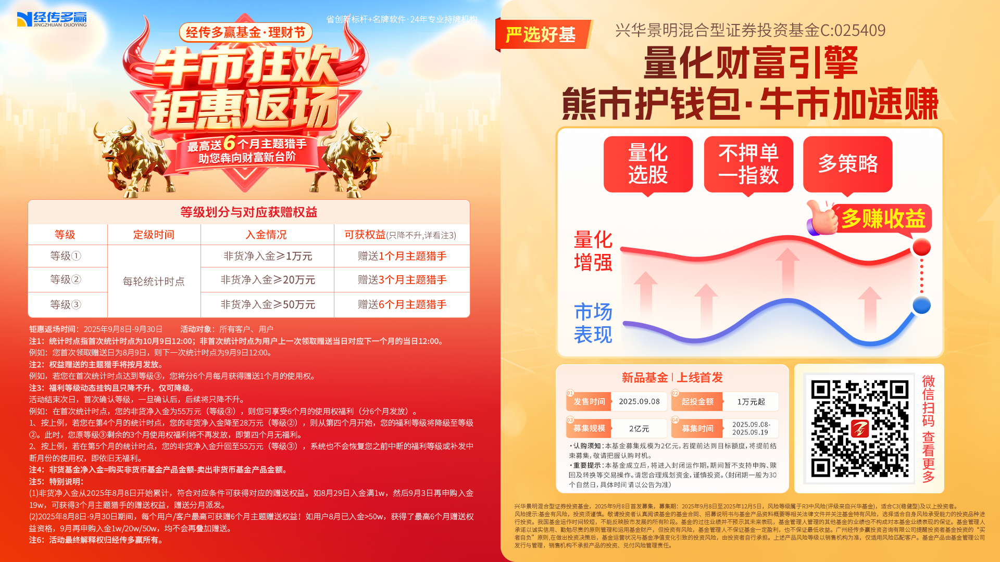 经传多赢
JINGZHUAN DUOYING
省创新标杆+名牌软件·24年专业持牌机构
经传多赢基金·理财节
牛市狂欢
钜惠返场
最高送6个月主题猎手
助您犇向财富新台阶
等级划分与对应获赠权益
等级 定级时间 入金情况 可获权益(只降不升,详看注3)
等级① 非货净入金≥1万元 赠送1个月主题猎手
每轮统计时点
等级② 非货净入金≥20万元 赠送3个月主题猎手
等级③ 非货净入金≥50万元 赠送6个月主题猎手
钜惠返场时间：2025年9月8日-9月30日 活动对象：所有客户、用户
注1：统计时点指首次统计时点为10月9日12:00；非首次统计时点为用户上一次领取赠送当日对应下一个月的当日12:00。
例如：您首次领取赠送日为8月9日，则下一次统计时点为9月9日12:00。
注2：权益赠送的主题猎手将按月发放。
例如，若您在首次统计时点达到等级③，您将分6个月每月获得赠送1个月的使用权。
注3：福利等级动态挂钩且只降不升，仅可降级。
活动结束次日，首次确认等级，一旦确认后，后续将只降不升。
例如：在首次统计时点，您的非货净入金为55万元（等级③），则您可享受6个月的使用权福利（分6个月发放）。
1、按上例，若您在第4个月的统计时点，您的非货净入金降至28万元（等级②），则从第四个月开始，您的福利等级将降级至等级
②。此时，您原等级③剩余的3个月使用权福利将不再发放，即第四个月无福利。
2、按上例，若在第5个月的统计时点，您的非货净入金升回至55万元（等级③），系统也不会恢复您之前中断的福利等级或补发中
断月份的使用权，即依旧无福利。
注4：非货基金净入金=购买非货币基金产品金额-卖出非货币基金产品金额。
注5：特别说明：
(1)非货净入金从2025年8月8日开始累计，符合对应条件可获得对应的赠送权益。如8月29日入金满1w，然后9月3日再申购入金
19w，可获得3个月主题猎手的赠送权益，赠送分月派发。
(2)2025年8月8日-9月30日期间，每个用户/客户最高可获赠6个月主题赠送权益！如用户8月已入金>50w，获得了最高6个月赠送权
益资格，9月再申购入金1w/20w/50w，均不会再叠加赠送。
注6：活动最终解释权归经传多赢所有。
严选好基
兴华景明混合型证券投资基金C:025409
量化财富引擎
熊市护钱包·牛市加速赚
量化
选股
不押单
一指数
多策略
多赚收益
量化
增强
市场
表现
新品基金 | 上线首发
01 发售时间 2025.09.08
02 起投金额 1万元起
03 募集规模 2亿元
04 募集时间 2025.09.08-
2025.09.19
·认购须知：本基金募集规模为2亿元，若提前达到目标额度，将提前结
束募集，敬请把握认购时机。
·重要提示：本基金成立后，将进入封闭运作期，期间暂不支持申购、赎
回及转换等交易操作。请您合理规划资金，谨慎投资。（封闭期一般为30
个自然日，具体时间请以公告为准）
微信扫码 查看更多
兴华景明混合型证券投资基金，2025年9月8日首发募集，募集期：2025年9月8日至2025年12月5日，风险等级属于R3中风险(评级来自兴华基金)，适合C3(稳健型)及以上投资者。
风险提示:基金有风险，投资须谨慎。敬请投资者认真阅读基金的基金合同、招募说明书与基金产品资料概要等相关法律文件并关注基金特有风险，选择适合自身风险承受能力的投资品种进
行投资。我国基金运作时间较短，不能反映股市发展的所有阶段。基金的过往业绩并不预示其未来表现，基金管理人管理的其他基金的业绩也不构成对本基金业绩表现的保证。基金管理人
承诺以诚实信用、勤勉尽责的原则管理和运用基金财产，但投资有风险，基金管理人不保证基金一定盈利，也不保证最低收益。广州经传多赢投资咨询有限公司提醒投资者基金投资的“买
者自负”原则,在做出投资决策后，基金运营状况与基金净值变化引致的投资风险，由投资者自行承担。上述产品风险等级以销售机构为准，仅适用风险匹配客户。基金产品由基金管理公司
发行与管理，销售机构不承担产品的投资、兑付风险管理责任。